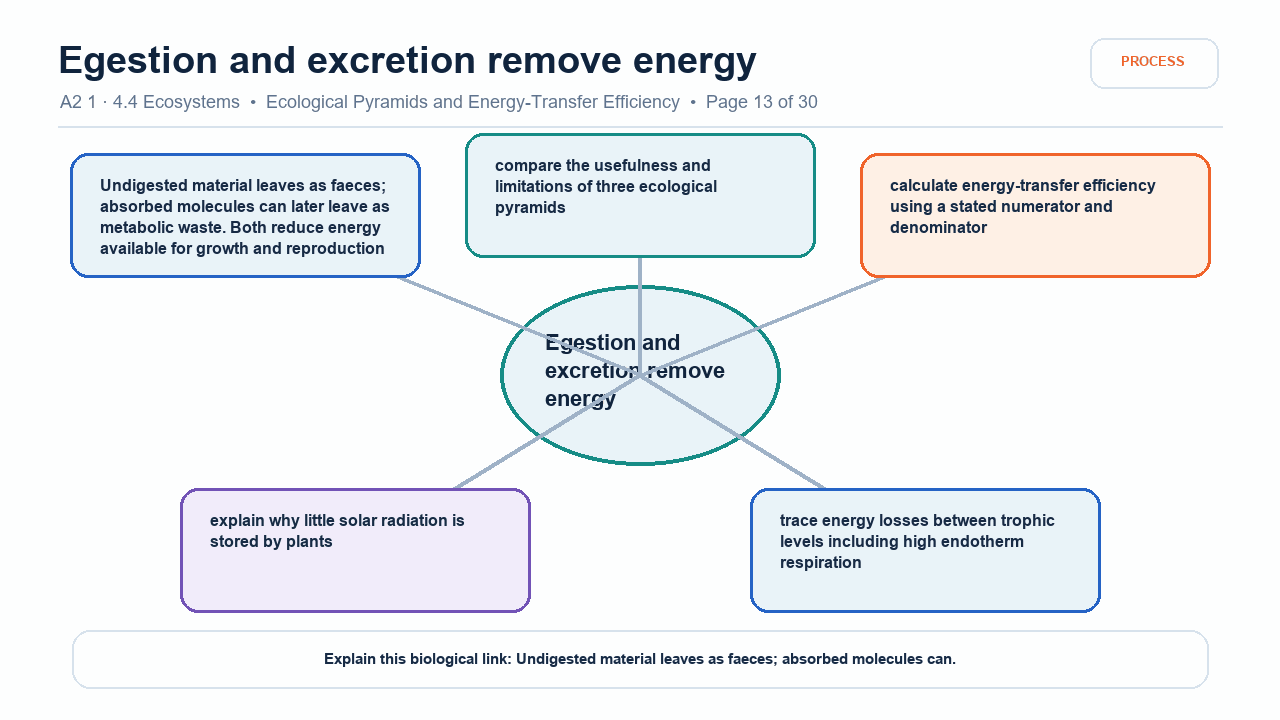 Egestion and excretion remove energy
PROCESS
A2 1 · 4.4 Ecosystems • Ecological Pyramids and Energy-Transfer Efficiency • Page 13 of 30
Undigested material leaves as faeces;
absorbed molecules can later leave as
metabolic waste. Both reduce energy
available for growth and reproduction
compare the usefulness and
limitations of three ecological
pyramids
calculate energy-transfer efficiency
using a stated numerator and
denominator
Egestion and
excretion remove
energy
explain why little solar radiation is
stored by plants
trace energy losses between trophic
levels including high endotherm
respiration
Explain this biological link: Undigested material leaves as faeces; absorbed molecules can.